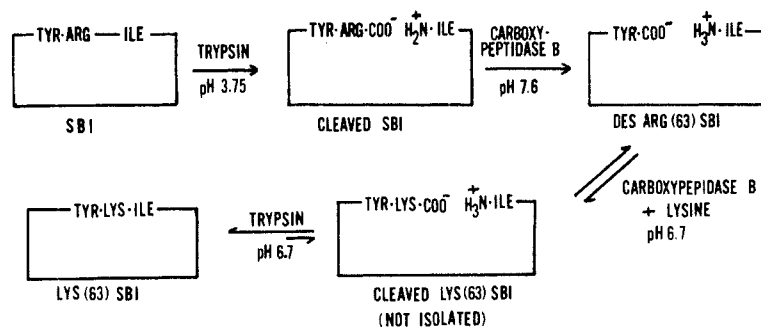 TYR·ARG — ILE
TRYPSIN
pH 3.75
TYR·ARG·COO⁻ H₂N⁺·ILE
CARBOXY-
PEPTIDASE B
pH 7.6
TYR·COO⁻ H₃N⁺·ILE
SBI
CLEAVED SBI
DES ARG(63) SBI
CARBOXYPEPIDASE B
+ LYSINE
pH 6.7
TYR·LYS·ILE
TRYPSIN
pH 6.7
TYR·LYS·COO⁻ H₃N⁺·ILE
LYS(63) SBI
CLEAVED LYS(63) SBI
(NOT ISOLATED)